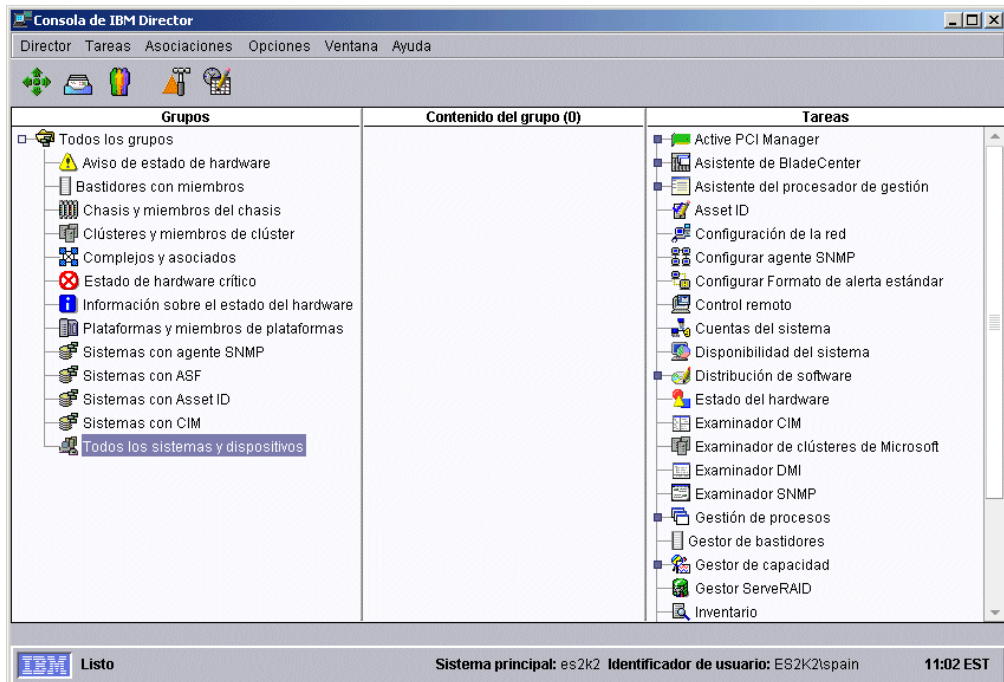 Consola de IBM Director
Director Tareas Asociaciones Opciones Ventana Ayuda
Grupos
Todos los grupos
Aviso de estado de hardware
Bastidores con miembros
Chasis y miembros del chasis
Clústeres y miembros de clúster
Complejos y asociados
Estado de hardware crítico
Información sobre el estado del hardware
Plataformas y miembros de plataformas
Sistemas con agente SNMP
Sistemas con ASF
Sistemas con Asset ID
Sistemas con CIM
Todos los sistemas y dispositivos
Contenido del grupo (0)
Tareas
Active PCI Manager
Asistente de BladeCenter
Asistente del procesador de gestión
Asset ID
Configuración de la red
Configurar agente SNMP
Configurar Formato de alerta estándar
Control remoto
Cuentas del sistema
Disponibilidad del sistema
Distribución de software
Estado del hardware
Examinador CIM
Examinador de clústeres de Microsoft
Examinador DMI
Examinador SNMP
Gestión de procesos
Gestor de bastidores
Gestor de capacidad
Gestor ServeRAID
Inventario
IBM Listo Sistema principal: es2k2 Identificador de usuario: ES2K2\spain 11:02 EST